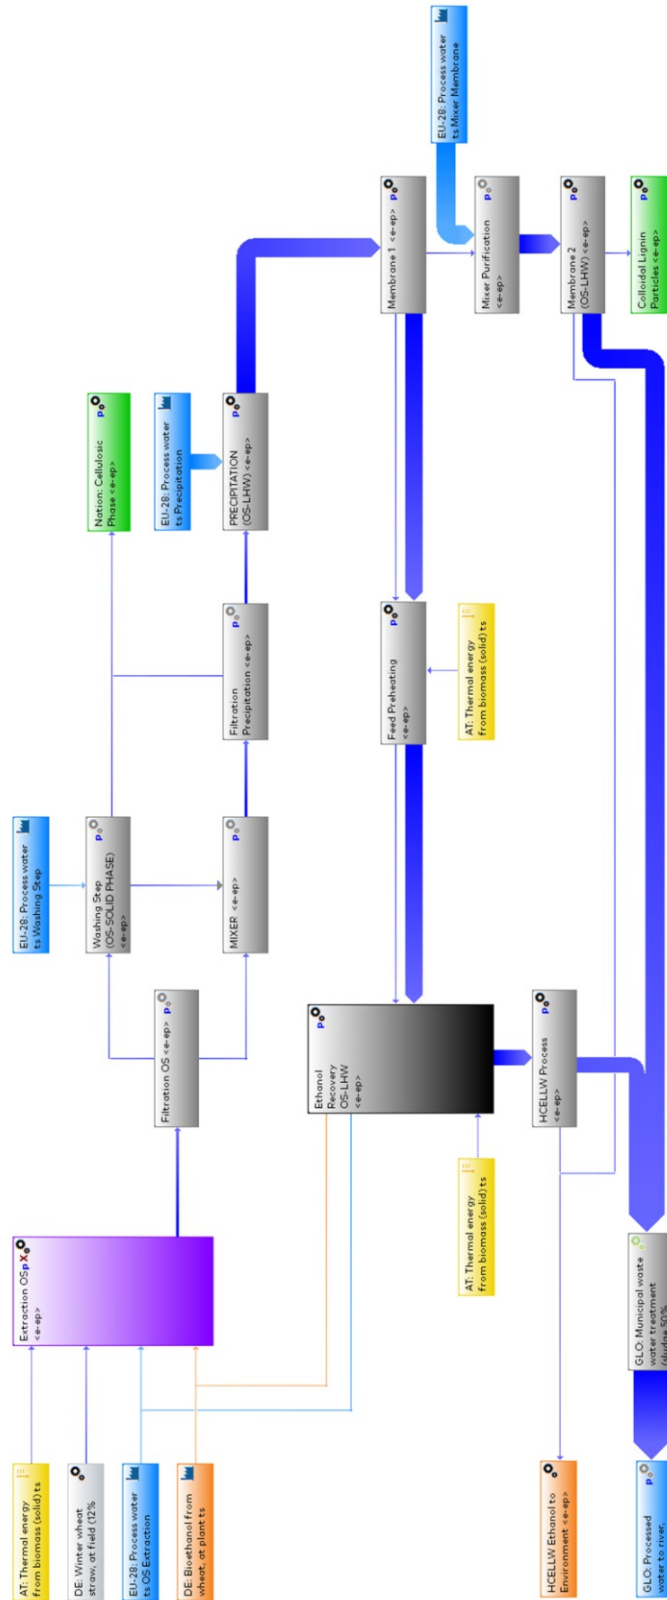 AT: Thermal energy
from biomass (solid) ts
DE: Winter wheat
straw, at field (12%
EU-28: Process water
ts OS Extraction
DE: Bioethanol from
wheat, at plant ts
Extraction OS
<e-ep>
Filtration OS <e-ep>
EU-28: Process water
ts Washing Step
Washing Step
(OS-SOLID PHASE)
<e-ep>
MIXER <e-ep>
Filtration
Precipitation <e-ep>
Nation: Cellulosic
Phase <e-ep>
EU-28: Process water
ts Precipitation
PRECIPITATION
(OS-LHW) <e-ep>
Membrane 1 <e-ep>
EU-28: Process water
ts Mixer Membrane
Mixer Purification
<e-ep>
Membrane 2
(OS-LHW) <e-ep>
Colloidal Lignin
Particles <e-ep>
Feed Preheating
<e-ep>
AT: Thermal energy
from biomass (solid) ts
Ethanol
Recovery
OS-LHW
<e-ep>
AT: Thermal energy
from biomass (solid) ts
HCELLW Process
<e-ep>
HCELLW Ethanol to
Environment <e-ep>
GLO: Municipal waste
water treatment
(sludge 50%
GLO: Processed
water to river,